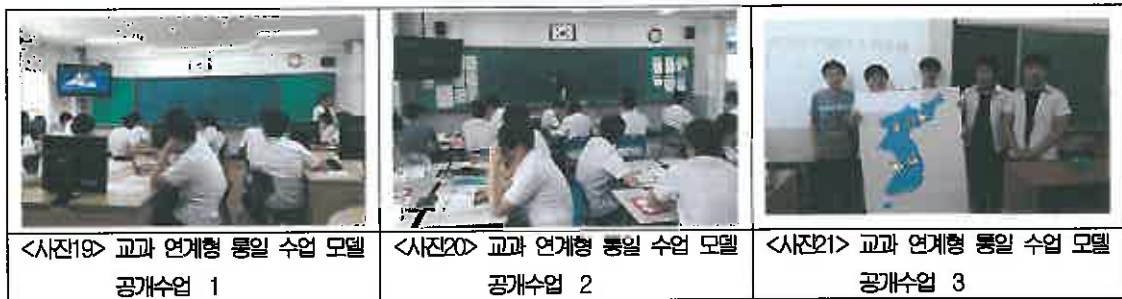 <사진19> 교과 연계형 통일 수업 모델
공개수업 1
<사진20> 교과 연계형 통일 수업 모델
공개수업 2
<사진21> 교과 연계형 통일 수업 모델
공개수업 3